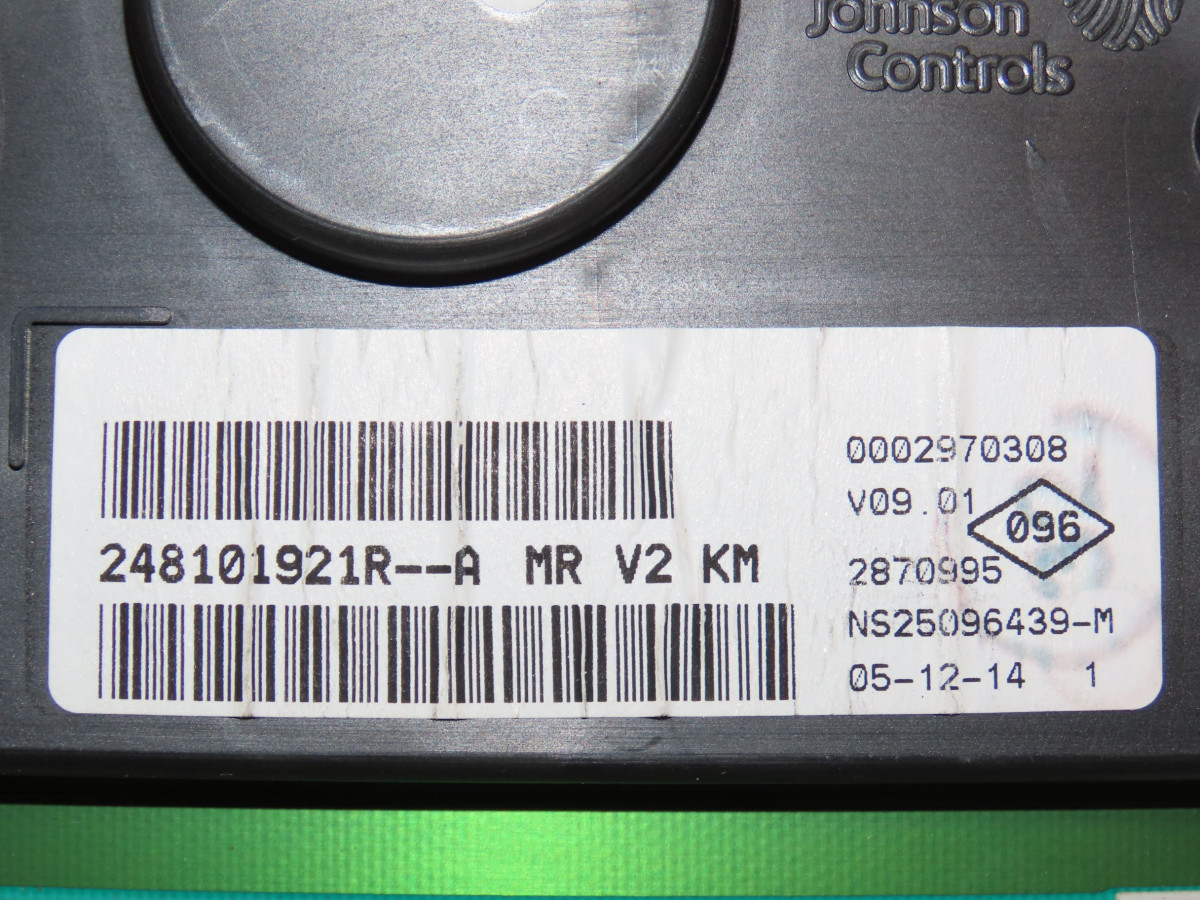 Johnson
Controls
0002970308
V09.01
096
248101921R--A MR V2 KM
2870995
NS25096439-M
05-12-14 1